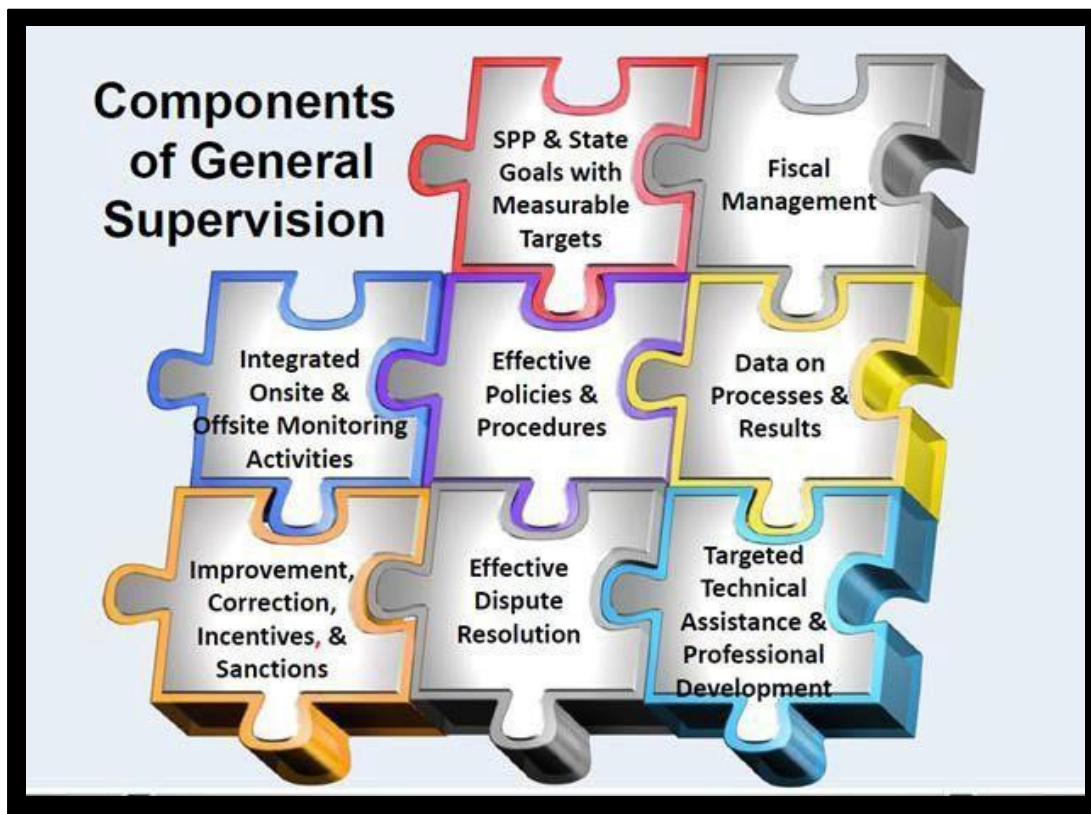 Components
of General
Supervision
SPP & State
Goals with
Measurable
Targets
Fiscal
Management
Integrated
Onsite &
Offsite Monitoring
Activities
Effective
Policies &
Procedures
Data on
Processes &
Results
Improvement,
Correction,
Incentives, &
Sanctions
Effective
Dispute
Resolution
Targeted
Technical
Assistance &
Professional
Development